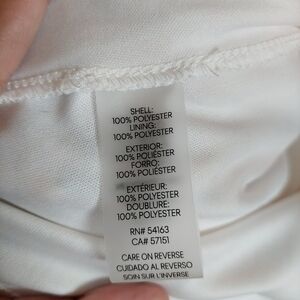 SHELL:
100% POLYESTER
LINING:
100% POLYESTER
EXTERIOR:
100% POLIÉSTER
FORRO:
100% POLIÉSTER
EXTÉRIEUR:
100% POLYESTER
DOUBLURE:
100% POLYESTER
RN# 54163
CA# 57151
CARE ON REVERSE
CUIDADO AL REVERSO
SOIN SUR L'INVERSE